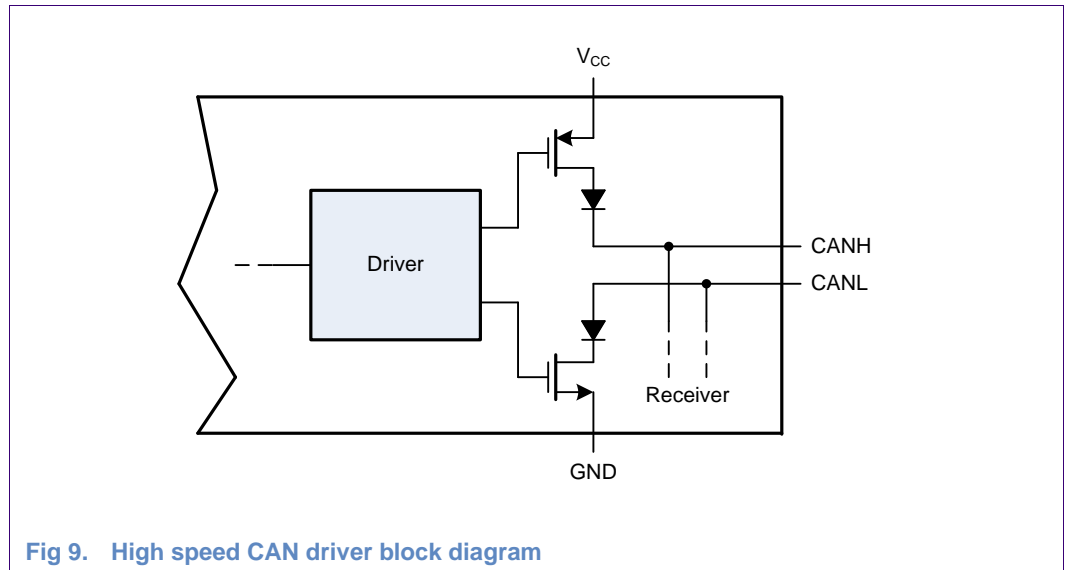 V_CC
CANH
CANL
Driver
Receiver
GND
Fig 9. High speed CAN driver block diagram